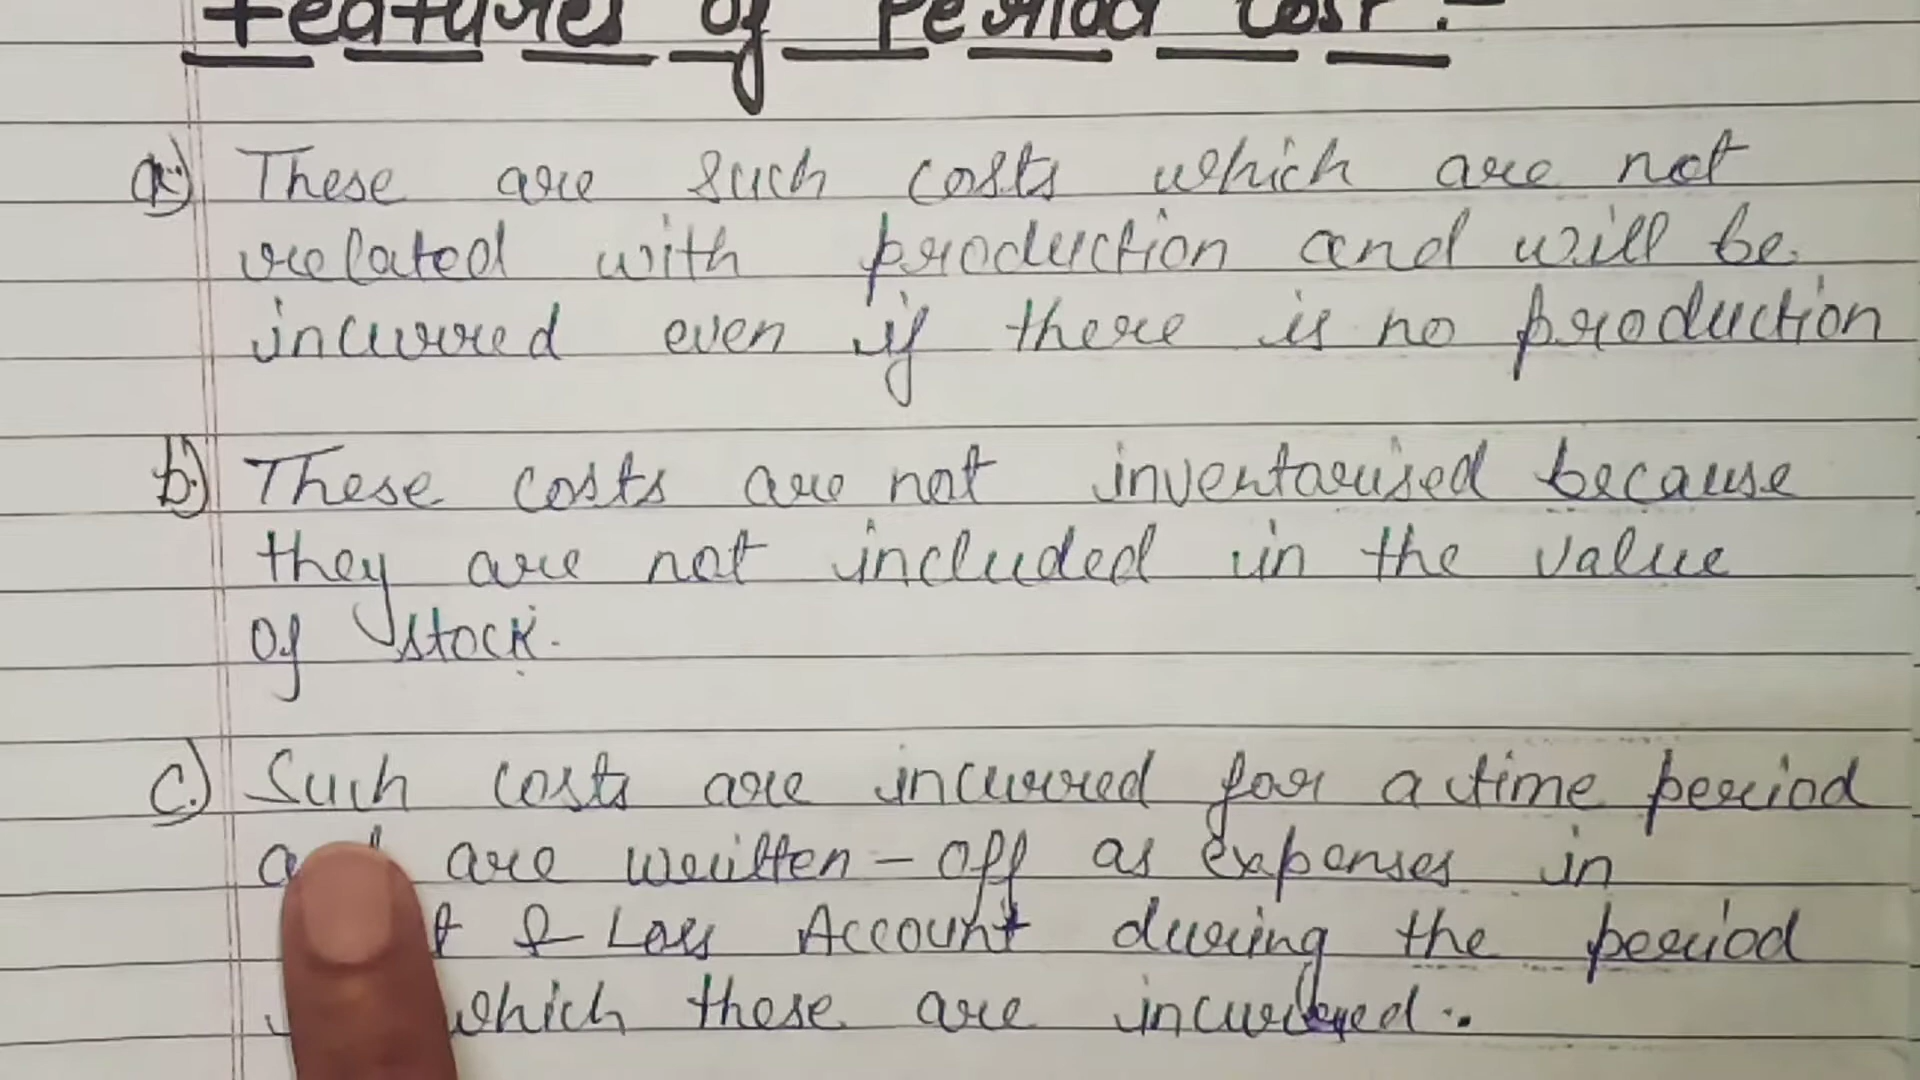 Features of Period Cost :-
a) These are such costs which are not
related with production and will be
incurred even if there is no production
b) These costs are not inventorised because
they are not included in the value
of stock.
c.) Such costs are incurred for a time period
are written - off as expenses in
& Loss Account during the period
which these are incurred.